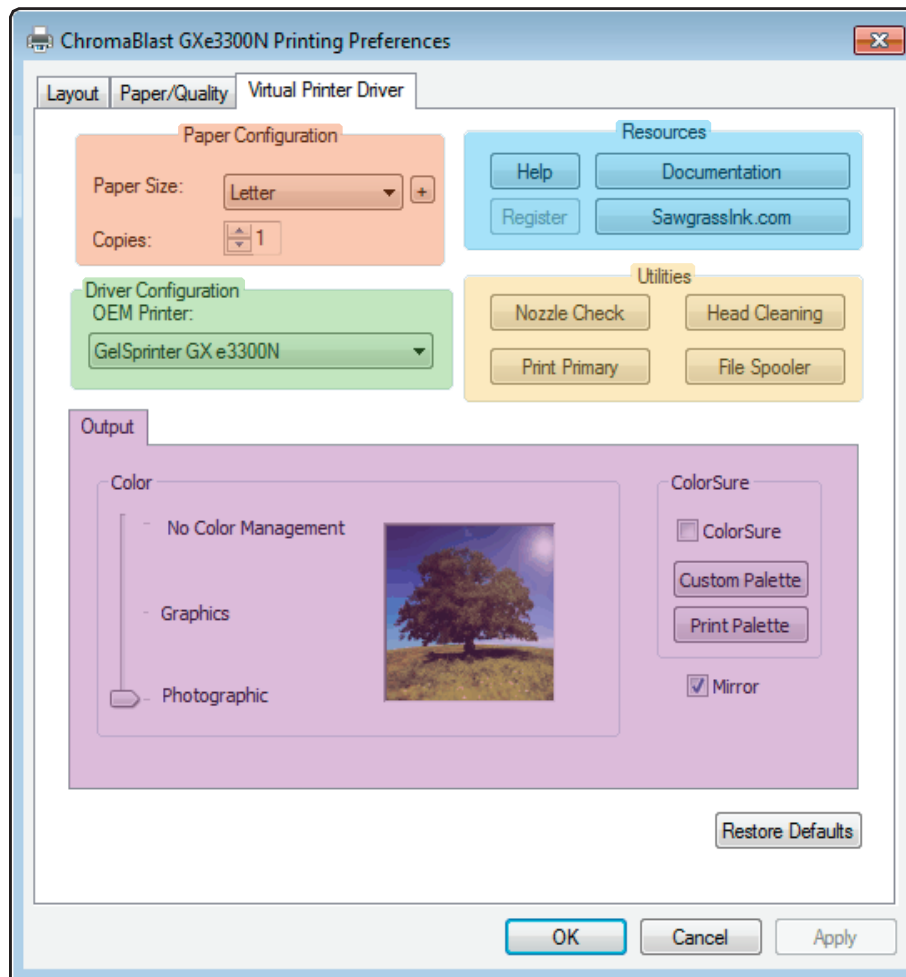 ChromaBlast GXe3300N Printing Preferences
Layout
Paper/Quality
Virtual Printer Driver
Paper Configuration
Paper Size:
Letter
+
Copies:
1
Resources
Help
Documentation
Register
SawgrassInk.com
Driver Configuration
OEM Printer:
GelSprinter GX e3300N
Utilities
Nozzle Check
Head Cleaning
Print Primary
File Spooler
Output
Color
No Color Management
Graphics
Photographic
ColorSure
ColorSure
Custom Palette
Print Palette
Mirror
Restore Defaults
OK
Cancel
Apply